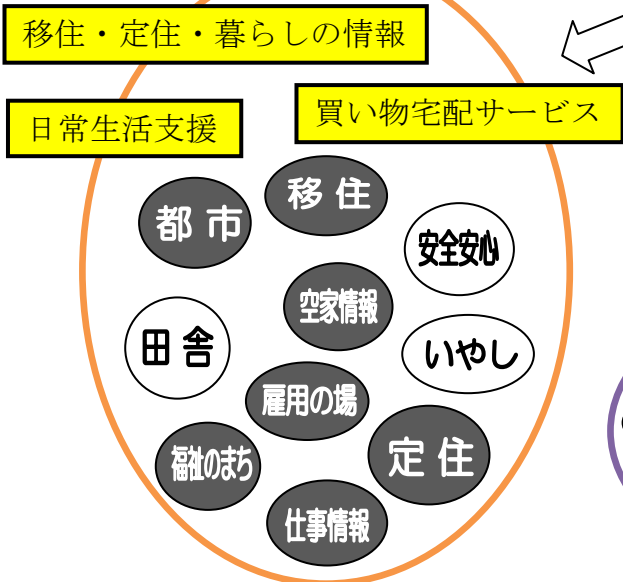 移住・定住・暮らしの情報
日常生活支援
買い物宅配サービス
移住
都市
安全安心
空家情報
田舎
いやし
雇用の場
福祉のまち
定住
仕事情報